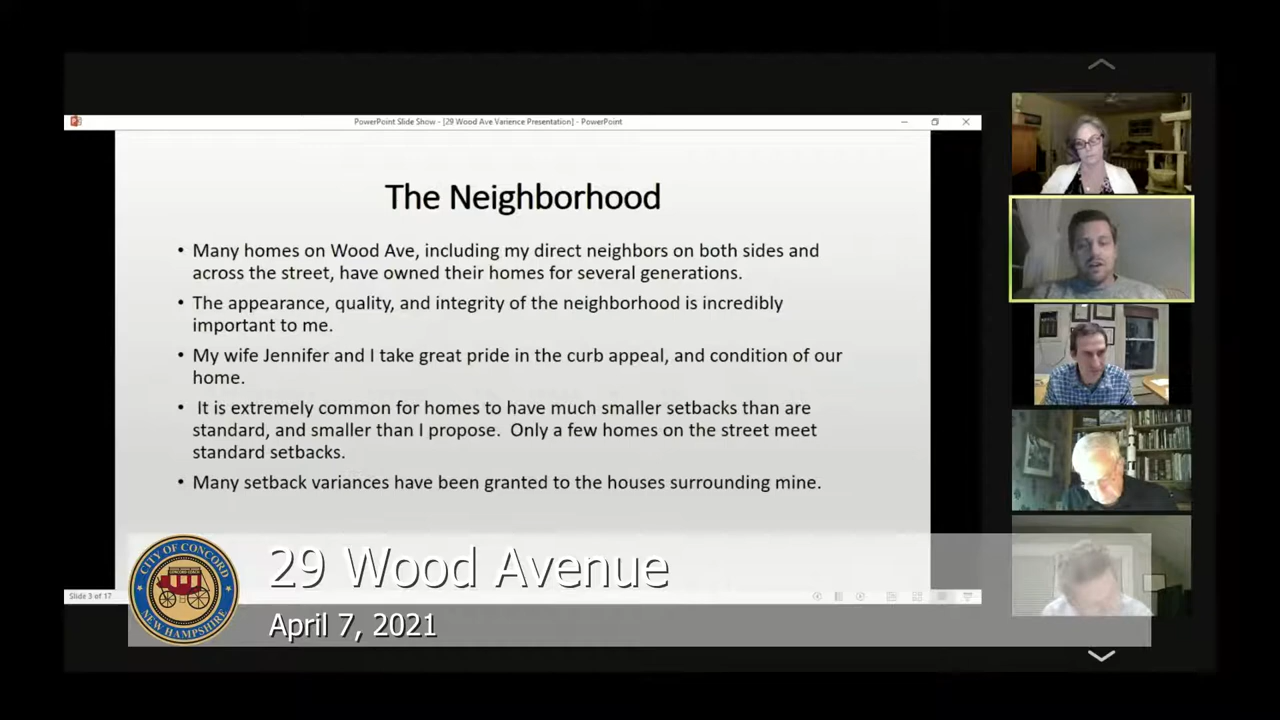 PowerPoint Slide Show - [29 Wood Ave Varience Presentation] - PowerPoint
The Neighborhood
• Many homes on Wood Ave, including my direct neighbors on both sides and
across the street, have owned their homes for several generations.
• The appearance, quality, and integrity of the neighborhood is incredibly
important to me.
• My wife Jennifer and I take great pride in the curb appeal, and condition of our
home.
• It is extremely common for homes to have much smaller setbacks than are
standard, and smaller than I propose. Only a few homes on the street meet
standard setbacks.
• Many setback variances have been granted to the houses surrounding mine.
29 Wood Avenue
April 7, 2021
CITY OF CONCORD
NEW HAMPSHIRE
Slide 3 of 17